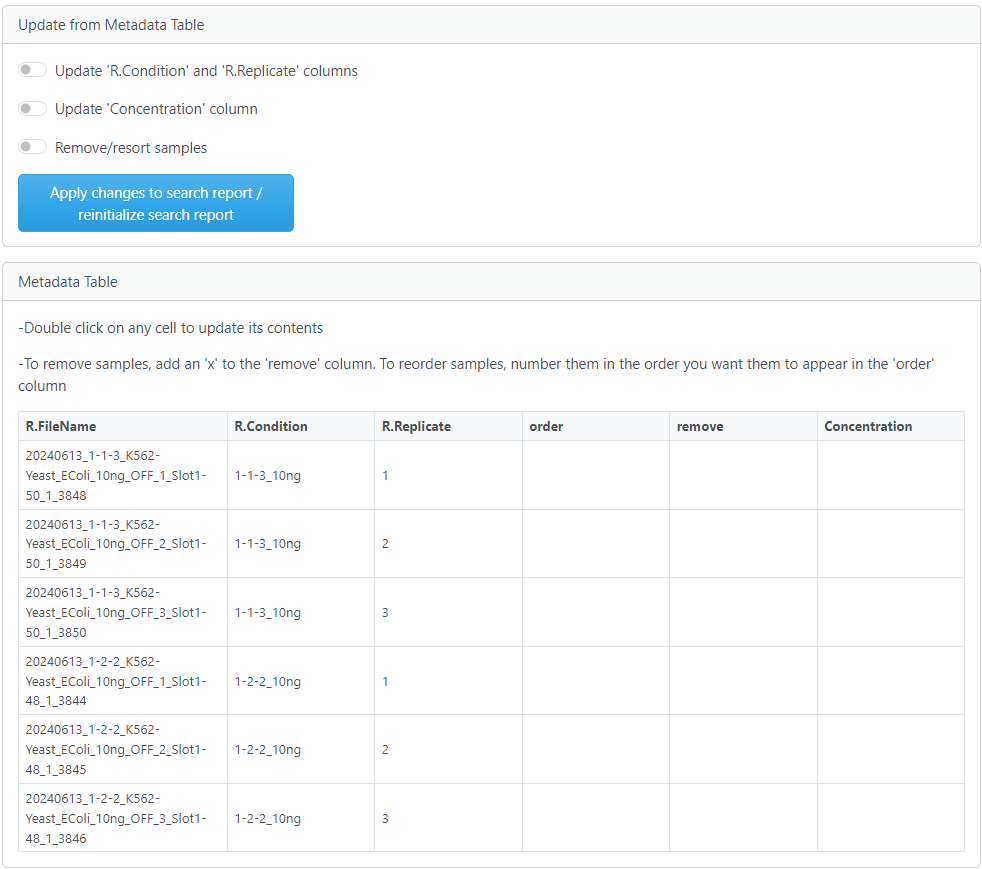 Update from Metadata Table
Update 'R.Condition' and 'R.Replicate' columns
Update 'Concentration' column
Remove/resort samples
Apply changes to search report /
reinitialize search report
Metadata Table
-Double click on any cell to update its contents
-To remove samples, add an 'x' to the 'remove' column. To reorder samples, number them in the order you want them to appear in the 'order'
column
R.FileName R.Condition R.Replicate order remove Concentration
20240613_1-1-3_K562-
Yeast_EColi_10ng_OFF_1_Slot1- 1-1-3_10ng 1
50_1_3848
20240613_1-1-3_K562-
Yeast_EColi_10ng_OFF_2_Slot1- 1-1-3_10ng 2
50_1_3849
20240613_1-1-3_K562-
Yeast_EColi_10ng_OFF_3_Slot1- 1-1-3_10ng 3
50_1_3850
20240613_1-2-2_K562-
Yeast_EColi_10ng_OFF_1_Slot1- 1-2-2_10ng 1
48_1_3844
20240613_1-2-2_K562-
Yeast_EColi_10ng_OFF_2_Slot1- 1-2-2_10ng 2
48_1_3845
20240613_1-2-2_K562-
Yeast_EColi_10ng_OFF_3_Slot1- 1-2-2_10ng 3
48_1_3846